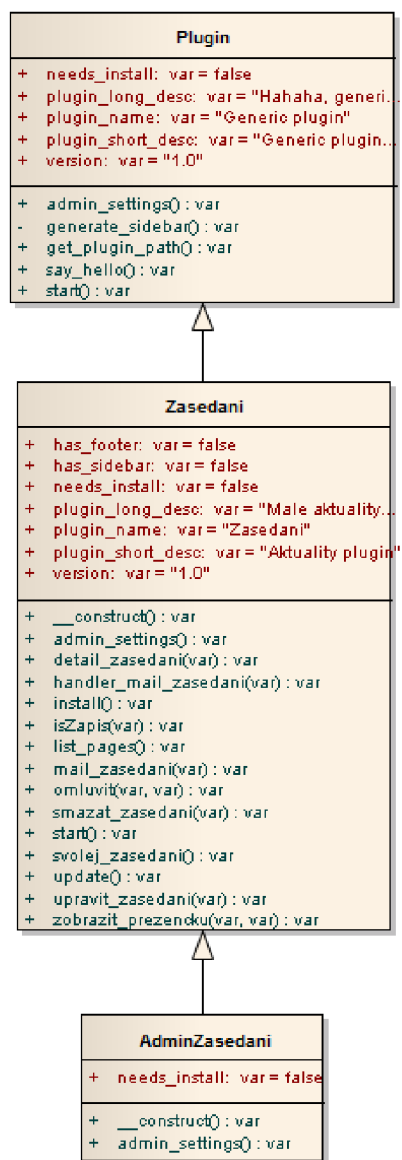 Plugin
+ needs_install: var = false
+ plugin_long_desc: var = "Hahaha, generi...
+ plugin_name: var = "Generic plugin"
+ plugin_short_desc: var = "Generic plugin...
+ version: var = "1.0"
+ admin_settings() : var
- generate_sidebar() : var
+ get_plugin_path() : var
+ say_hello() : var
+ start() : var
Zasedani
+ has_footer: var = false
+ has_sidebar: var = false
+ needs_install: var = false
+ plugin_long_desc: var = "Male aktuality...
+ plugin_name: var = "Zasedani"
+ plugin_short_desc: var = "Aktuality plugin"
+ version: var = "1.0"
+ __construct() : var
+ admin_settings() : var
+ detail_zasedani(var) : var
+ handler_mail_zasedani(var) : var
+ install() : var
+ isZapis(var) : var
+ list_pages() : var
+ mail_zasedani(var) : var
+ omluvit(var, var) : var
+ smazat_zasedani(var) : var
+ start() : var
+ svolej_zasedani() : var
+ update() : var
+ upravit_zasedani(var) : var
+ zobrazit_prezencku(var, var) : var
AdminZasedani
+ needs_install: var = false
+ __construct() : var
+ admin_settings() : var